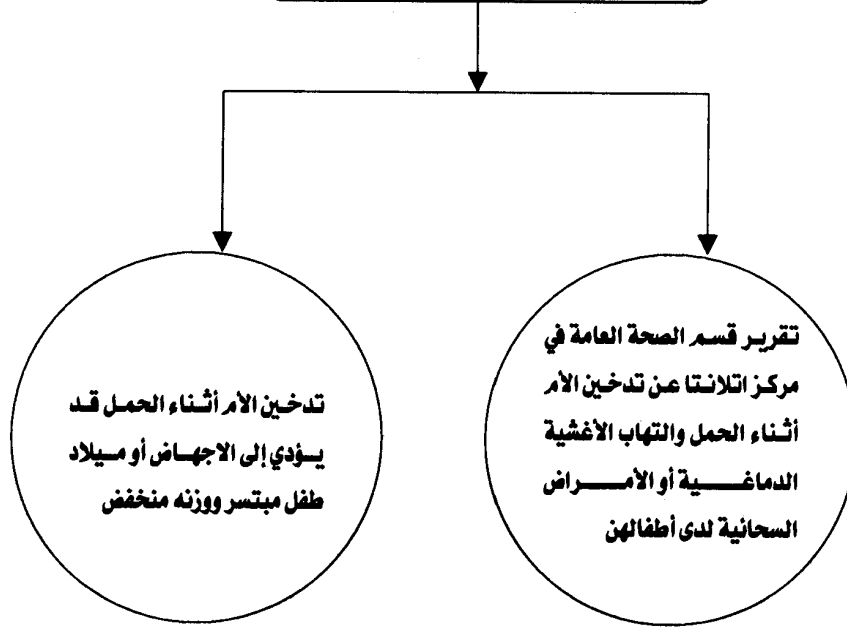 تقرير قسم الصحة العامة في
مركز اتلانتا عن تدخين الأم
أثناء الحمل والتهاب الأغشية
الدماغية أو الأمراض
السحائية لدى أطفالهن
تدخين الأم أثناء الحمل قد
يؤدي إلى الاجهاض أو ميلاد
طفل مبتسر ووزنه منخفض